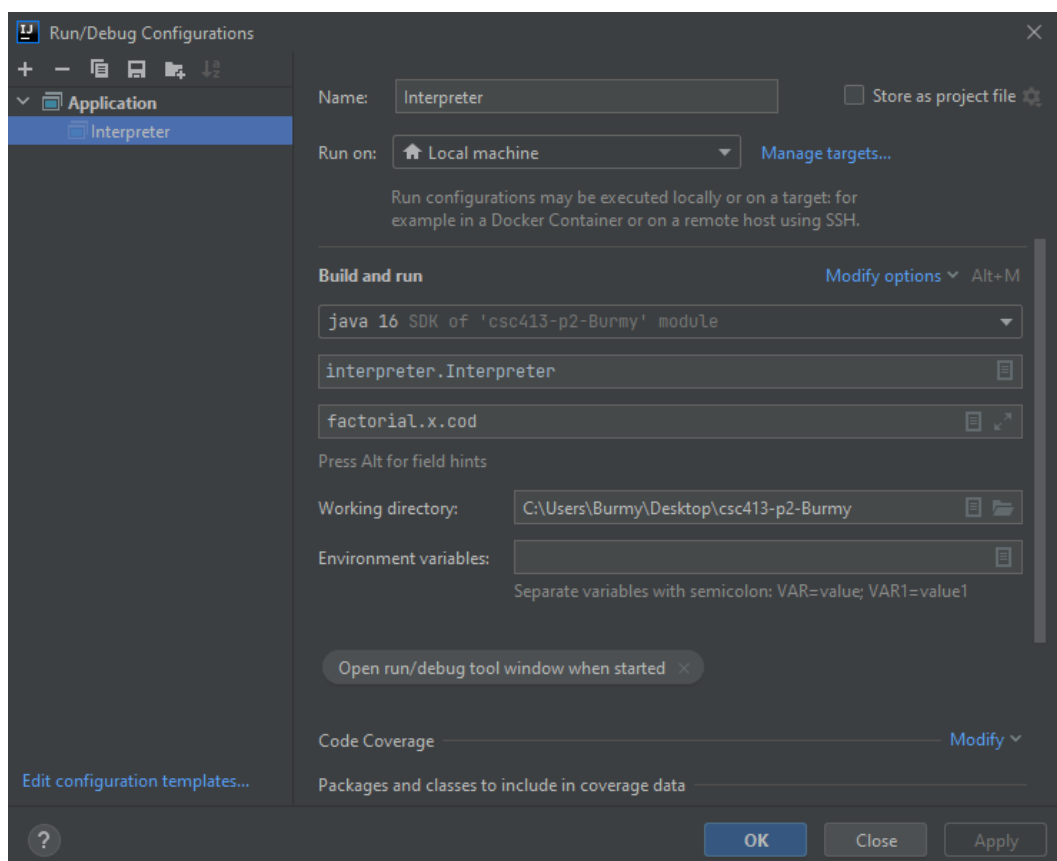 Run/Debug Configurations
Application
Interpreter
Name: Interpreter Store as project file
Run on: Local machine Manage targets...
Run configurations may be executed locally or on a target: for
example in a Docker Container or on a remote host using SSH.
Build and run Modify options Alt+M
java 16 SDK of 'csc413-p2-Burmy' module
interpreter.Interpreter
factorial.x.cod
Press Alt for field hints
Working directory: C:\Users\Burmy\Desktop\csc413-p2-Burmy
Environment variables:
Separate variables with semicolon: VAR=value; VAR1=value1
Open run/debug tool window when started
Code Coverage Modify
Packages and classes to include in coverage data
Edit configuration templates...
? OK Close Apply